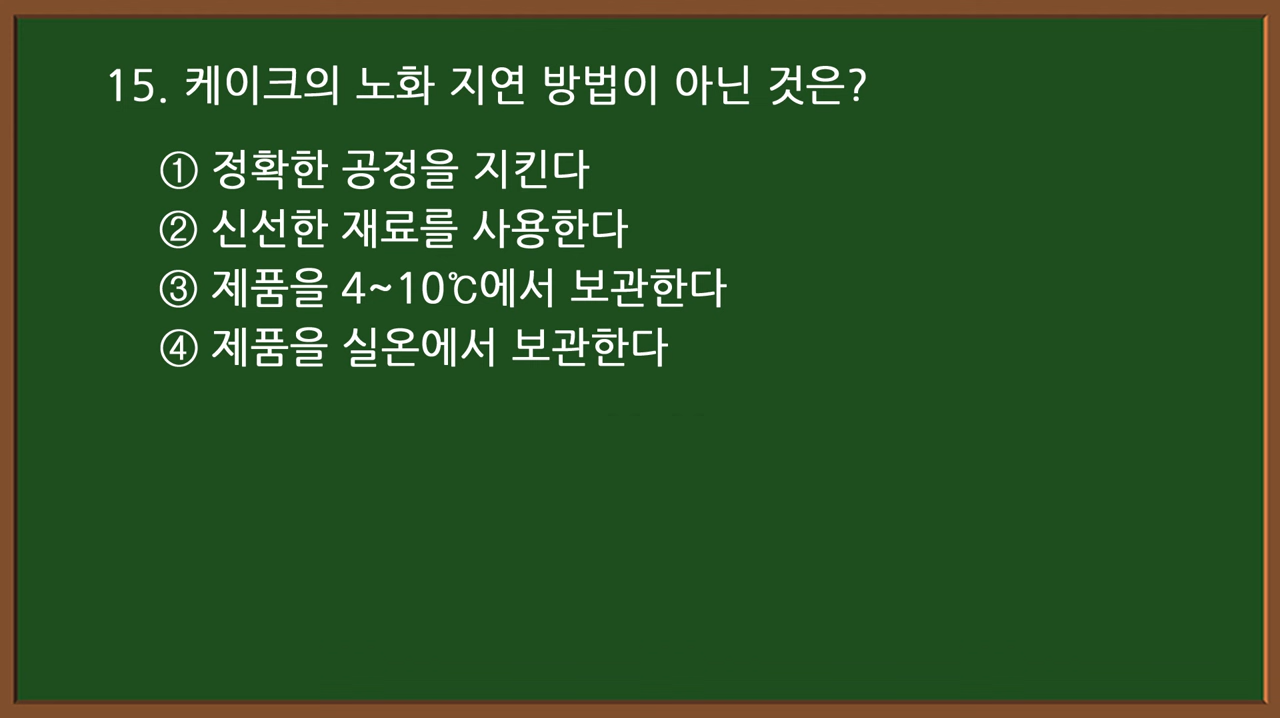 15. 케이크의 노화 지연 방법이 아닌 것은?
① 정확한 공정을 지킨다
② 신선한 재료를 사용한다
③ 제품을 4~10℃에서 보관한다
④ 제품을 실온에서 보관한다